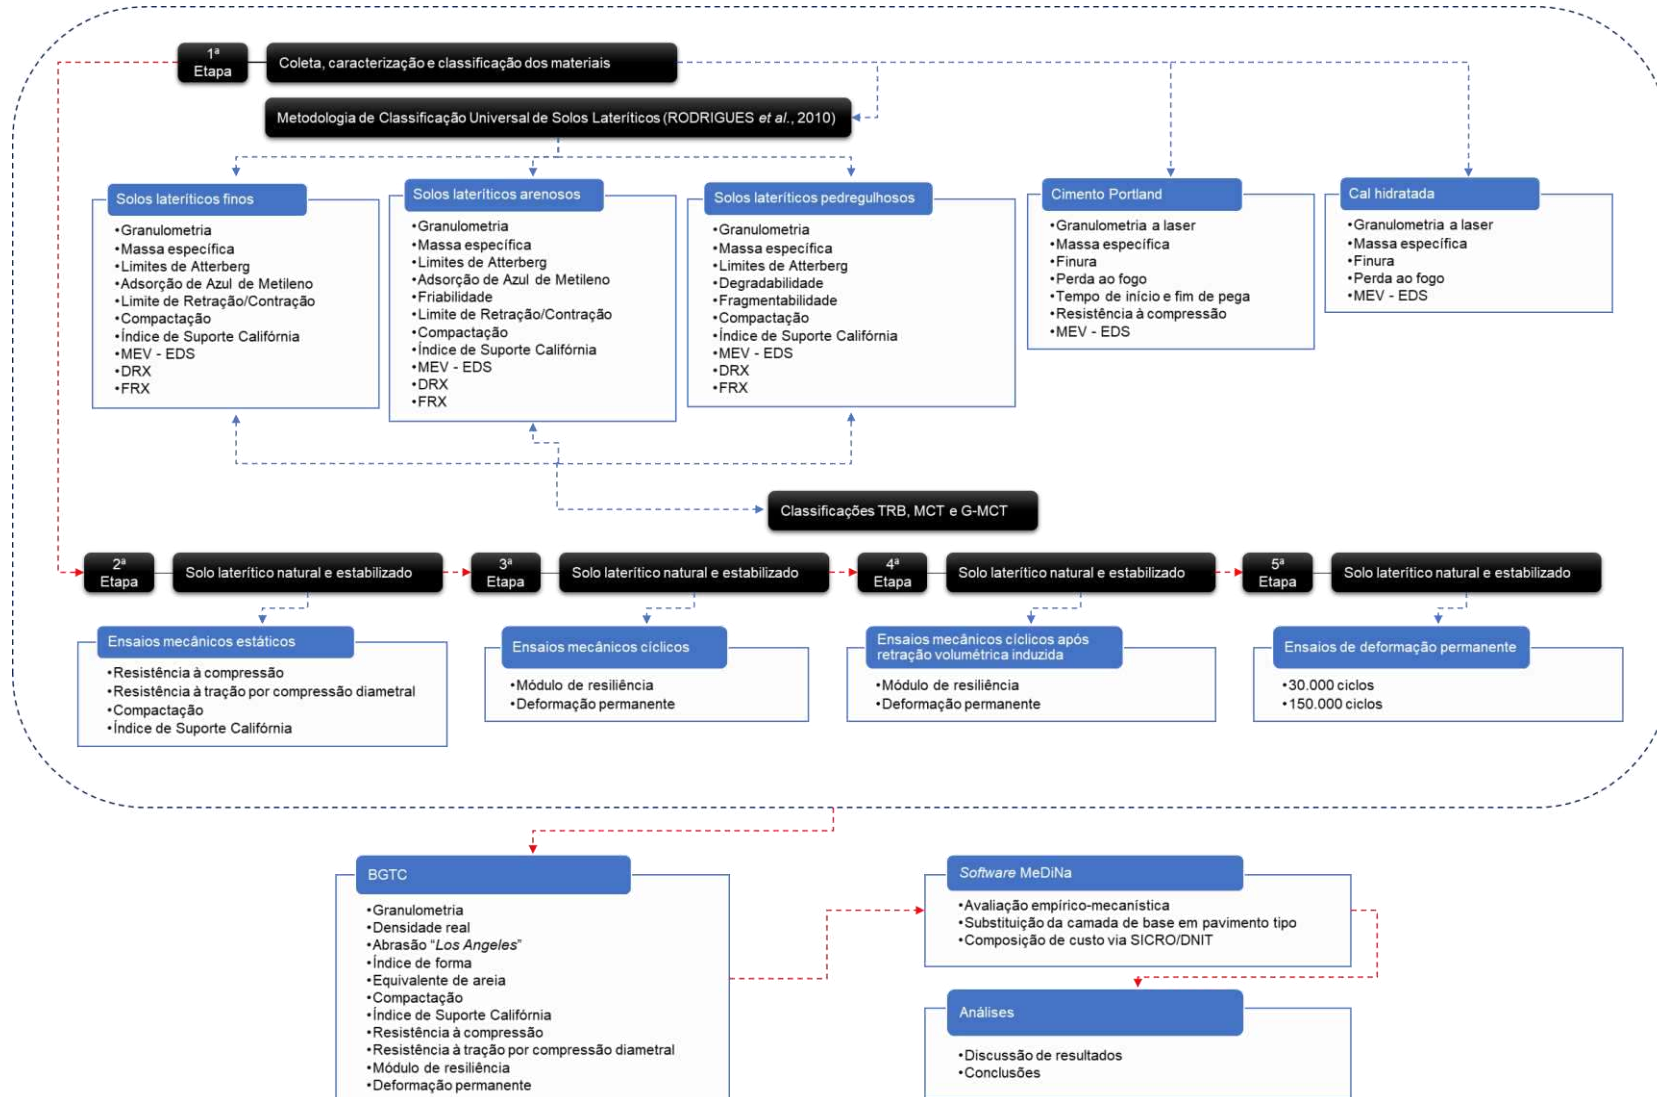 1ª
Etapa
Coleta, caracterização e classificação dos materiais
Metodologia de Classificação Universal de Solos Lateríticos (RODRIGUES et al., 2010)
Solos lateríticos finos
•Granulometria
•Massa específica
•Limites de Atterberg
•Adsorção de Azul de Metileno
•Limite de Retração/Contração
•Compactação
•Índice de Suporte Califórnia
•MEV - EDS
•DRX
•FRX
Solos lateríticos arenosos
•Granulometria
•Massa específica
•Limites de Atterberg
•Adsorção de Azul de Metileno
•Friabilidade
•Limite de Retração/Contração
•Compactação
•Índice de Suporte Califórnia
•MEV - EDS
•DRX
•FRX
Solos lateríticos pedregulhosos
•Granulometria
•Massa específica
•Limites de Atterberg
•Degradabilidade
•Fragmentabilidade
•Compactação
•Índice de Suporte Califórnia
•MEV - EDS
•DRX
•FRX
Cimento Portland
•Granulometria a laser
•Massa específica
•Finura
•Perda ao fogo
•Tempo de início e fim de pega
•Resistência à compressão
•MEV - EDS
Cal hidratada
•Granulometria a laser
•Massa específica
•Finura
•Perda ao fogo
•MEV - EDS
Classificações TRB, MCT e G-MCT
2ª
Etapa
Solo laterítico natural e estabilizado
3ª
Etapa
Solo laterítico natural e estabilizado
4ª
Etapa
Solo laterítico natural e estabilizado
5ª
Etapa
Solo laterítico natural e estabilizado
Ensaios mecânicos estáticos
•Resistência à compressão
•Resistência à tração por compressão diametral
•Compactação
•Índice de Suporte Califórnia
Ensaios mecânicos cíclicos
•Módulo de resiliência
•Deformação permanente
Ensaios mecânicos cíclicos após
retração volumétrica induzida
•Módulo de resiliência
•Deformação permanente
Ensaios de deformação permanente
•30.000 ciclos
•150.000 ciclos
BGTC
•Granulometria
•Densidade real
•Abrasão “Los Angeles”
•Índice de forma
•Equivalente de areia
•Compactação
•Índice de Suporte Califórnia
•Resistência à compressão
•Resistência à tração por compressão diametral
•Módulo de resiliência
•Deformação permanente
Software MeDiNa
•Avaliação empírico-mecanística
•Substituição da camada de base em pavimento tipo
•Composição de custo via SICRO/DNIT
Análises
•Discussão de resultados
•Conclusões